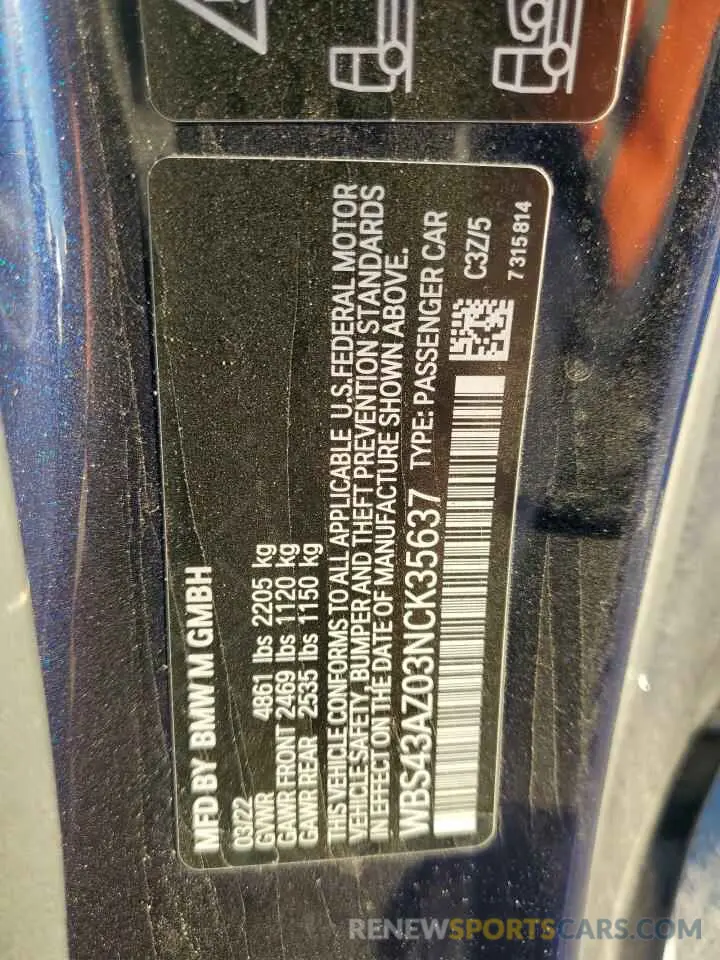 MFD BY BMW M GMBH
03/22
GVWR 4861 lbs 2205 kg
GAWR FRONT 2469 lbs 1120 kg
GAWR REAR 2535 lbs 1150 kg
THIS VEHICLE CONFORMS TO ALL APPLICABLE U.S. FEDERAL MOTOR
VEHICLE SAFETY, BUMPER AND THEFT PREVENTION STANDARDS
IN EFFECT ON THE DATE OF MANUFACTURE SHOWN ABOVE.
WBS43AZ03NCK35637 TYPE: PASSENGER CAR
C3Z/5
7 315 814
RENEWSPORTSCARS.COM